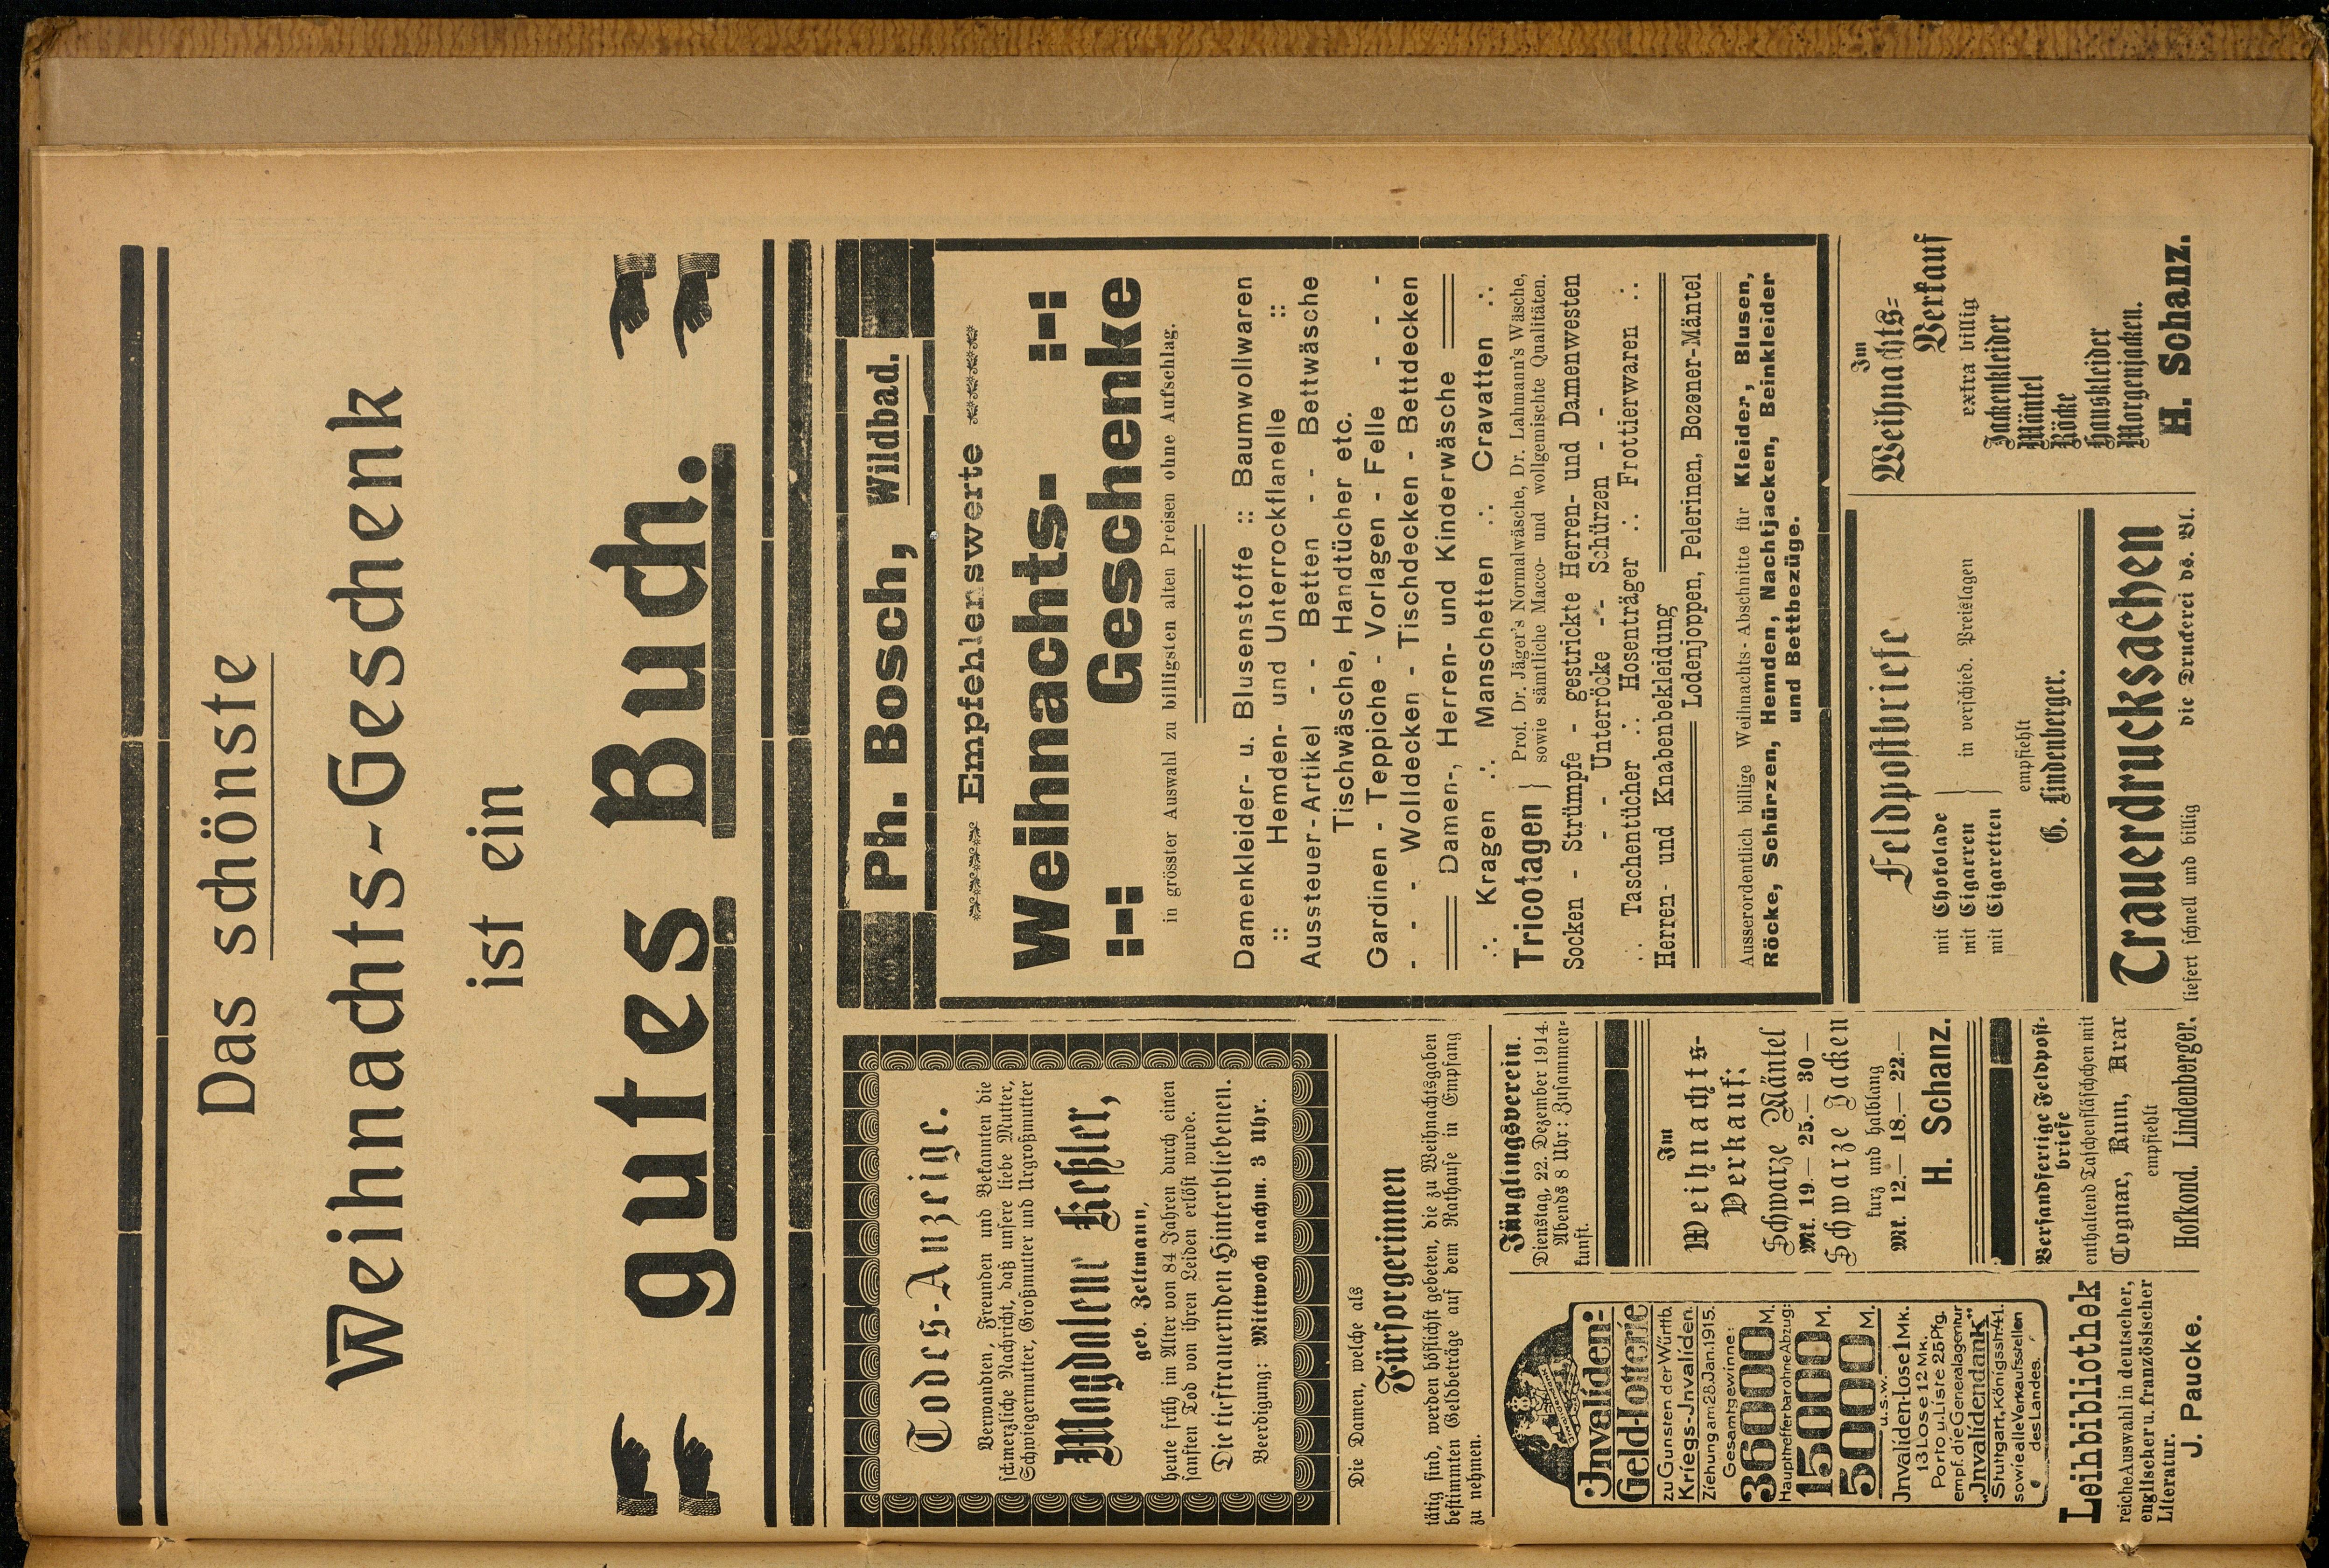 Das schönste
Weihnachts-Geschenk
ist ein
gutes Buch.
Todes-Anzeige.
Verwandten, Freunden und Bekannten die
schmerzliche Nachricht, daß unsere liebe Mutter,
Schwiegermutter, Großmutter und Urgroßmutter
Magdalene Keßler,
geb. Zeltmann,
heute früh im Alter von 84 Jahren durch einen
sanften Tod von ihren Leiden erlöst wurde.
Die tieftrauernden Hinterbliebenen.
Beerdigung: Mittwoch nachm. 3 Uhr.
Die Damen, welche als
Fürsorgerinnen
tätig sind, werden höflichst gebeten, die zu Weihnachtsgaben
bestimmten Geldbeträge auf dem Rathause in Empfang
zu nehmen.
Invaliden-
Geld-Lotterie
zu Gunsten der Württb.
Kriegs-Invaliden.
Ziehung am 28. Jan. 1915.
Gesamtgewinne:
36000 M.
Haupttreffer bar ohne Abzug:
15000 M.
5000 M.
u.s.w.
Invaliden-Lose 1 Mk.
13 Lose 12 Mk.
Porto u. Liste 25 Pfg.
empf. die Generalagentur
„Invalidendank"
Stuttgart, Königsstr. 41.
sowie alle Verkaufsstellen
des Landes.
Leihbibliothek
reiche Auswahl in deutscher,
englischer u. französischer
Literatur.
J. Paucke.
Jünglingsverein.
Dienstag, 22. Dezember 1914.
Abends 8 Uhr: Zusammen-
kunft.
Im
Weihnachts-
Verkauf:
Schwarze Mäntel
Mk. 19.— 25.— 30 —
Schwarze Jacken
kurz und halblang
Mk. 12.— 18.— 22.—
H. Schanz.
Versandfertige Feldpost-
briefe
enthaltend Taschenfläschchen mit
Cognac, Rum, Arac
empfiehlt
Hofkond. Lindenberger.
Ph. Bosch, Wildbad.
Empfehlenswerte
Weihnachts-
Geschenke
in grösster Auswahl zu billigsten alten Preisen ohne Aufschlag.
Damenkleider- u. Blusenstoffe :: Baumwollwaren
:: Hemden- und Unterrockflanelle ::
Aussteuer-Artikel - - Betten - - Bettwäsche
Tischwäsche, Handtücher etc.
Gardinen - Teppiche - Vorlagen - Felle - - -
- - - Wolldecken - Tischdecken - Bettdecken
Damen-, Herren- und Kinderwäsche
∴ Kragen ∴ Manschetten ∴ Cravatten ∴
Tricotagen } Prof. Dr. Jäger's Normalwäsche, Dr. Lahmann's Wäsche,
sowie sämtliche Macco- und wollgemischte Qualitäten.
Socken - Strümpfe - gestrickte Herren- und Damenwesten
- - Unterröcke - - Schürzen - -
∴ Taschentücher ∴ Hosenträger ∴ Frottierwaren ∴
Herren- und Knabenbekleidung
Lodenjoppen, Pelerinen, Bozener-Mäntel
Ausserordentlich billige Weihnachts-Abschnitte für Kleider, Blusen,
Röcke, Schürzen, Hemden, Nachtjacken, Beinkleider
und Bettbezüge.
Feldpostbriefe
mit Chokolade
mit Cigarren
mit Cigaretten
} in verschied. Preislagen
empfiehlt
G. Lindenberger.
Trauerdrucksachen
liefert schnell und billig die Druckerei ds. Bl.
Im
Weihnachts-
Verkauf
extra billig
Jackenkleider
Mäntel
Röcke
Hauskleider
Morgenjacken.
H. Schanz.